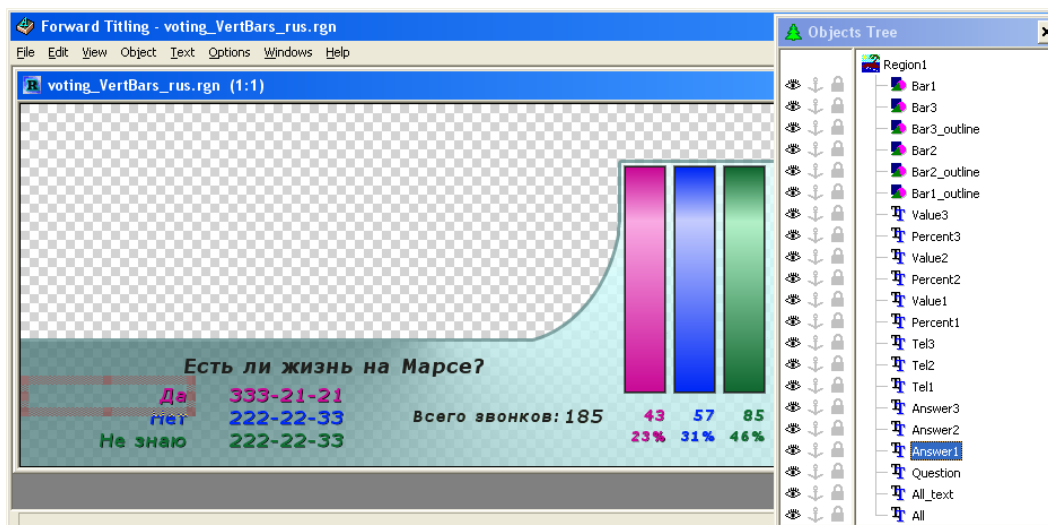 Forward Titling - voting_VertBars_rus.rgn
File Edit View Object Text Options Windows Help
R voting_VertBars_rus.rgn (1:1)
Есть ли жизнь на Марсе?
Да 333-21-21
Нет 222-22-33
Не знаю 222-22-33
Всего звонков: 185
43 57 85
23% 31% 46%
Objects Tree
Region1
Bar1
Bar3
Bar3_outline
Bar2
Bar2_outline
Bar1_outline
Value3
Percent3
Value2
Percent2
Value1
Percent1
Tel3
Tel2
Tel1
Answer3
Answer2
Answer1
Question
All_text
All